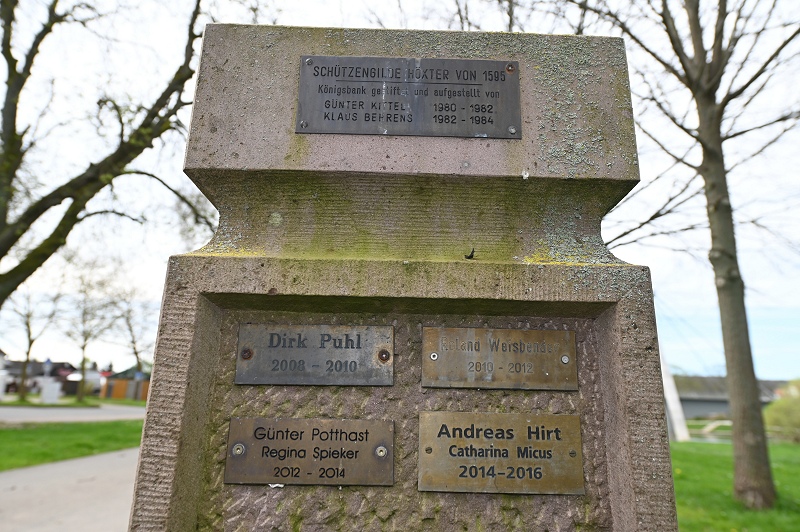 SCHÜTZENGILDE HÖXTER VON 1595
Königsbank gestiftet und aufgestellt von
GÜNTER KITTEL 1980 - 1982
KLAUS BEHRENS 1982 - 1984
Dirk Puhl
2008 - 2010
2010 - 2012
Günter Potthast
Regina Spieker
2012 - 2014
Andreas Hirt
Catharina Micus
2014-2016